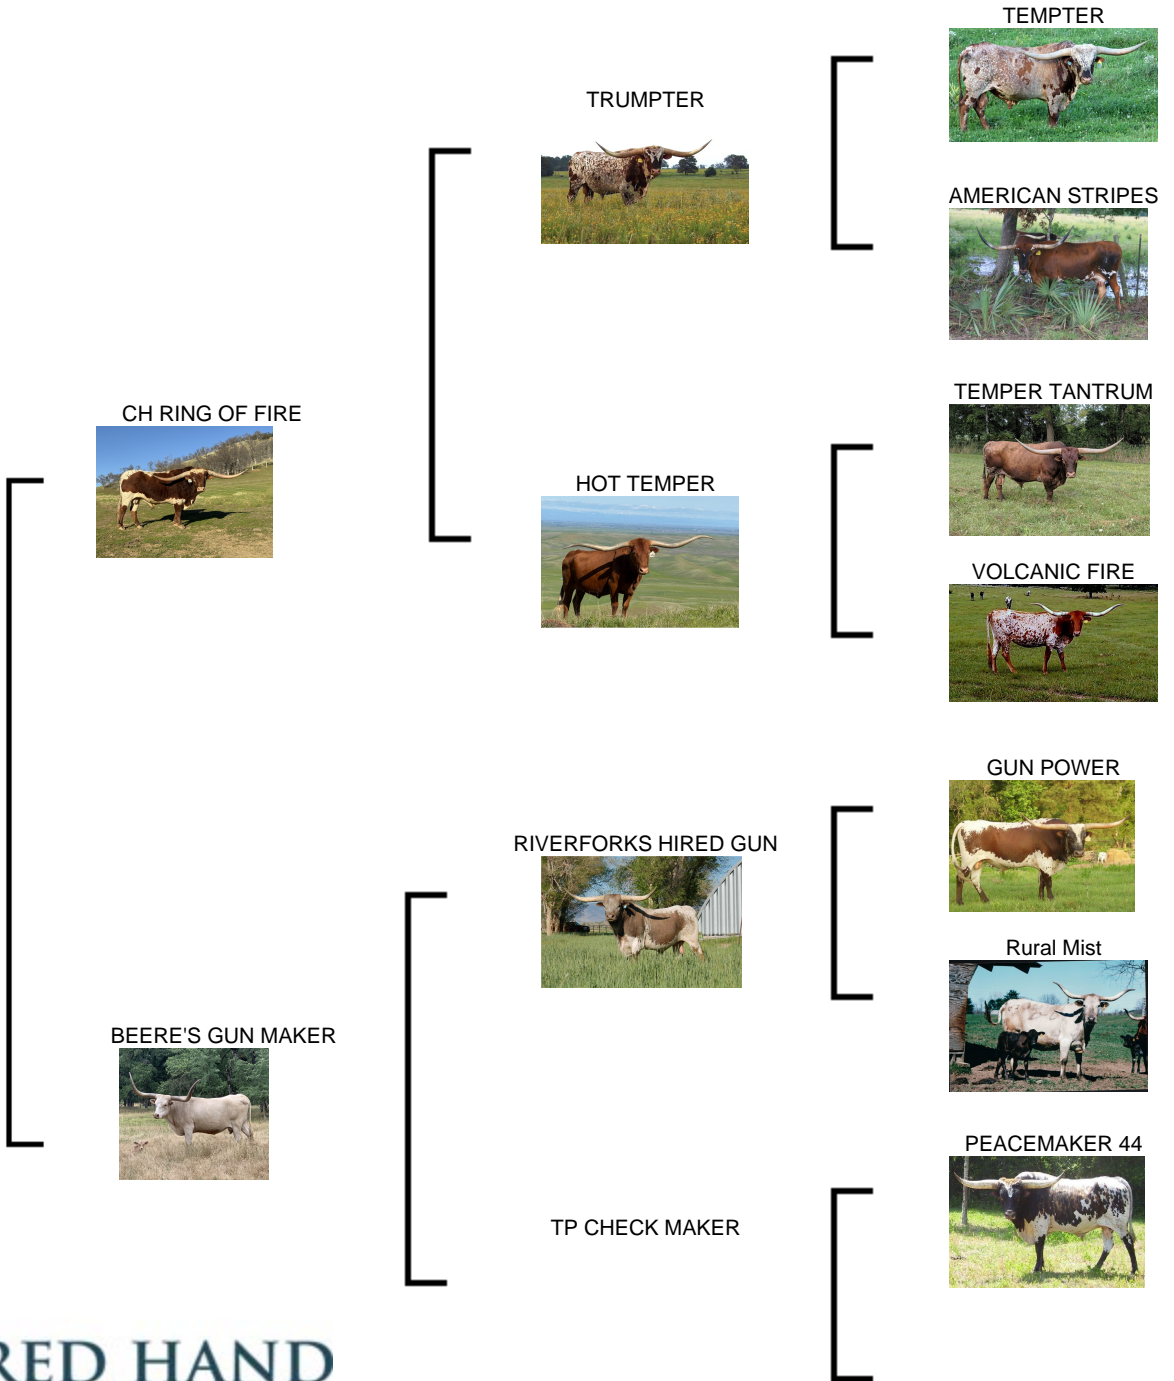 TEMPTER
TRUMPTER
AMERICAN STRIPES
TEMPER TANTRUM
CH RING OF FIRE
HOT TEMPER
VOLCANIC FIRE
GUN POWER
RIVERFORKS HIRED GUN
Rural Mist
BEERE'S GUN MAKER
PEACEMAKER 44
TP CHECK MAKER
RED HAND